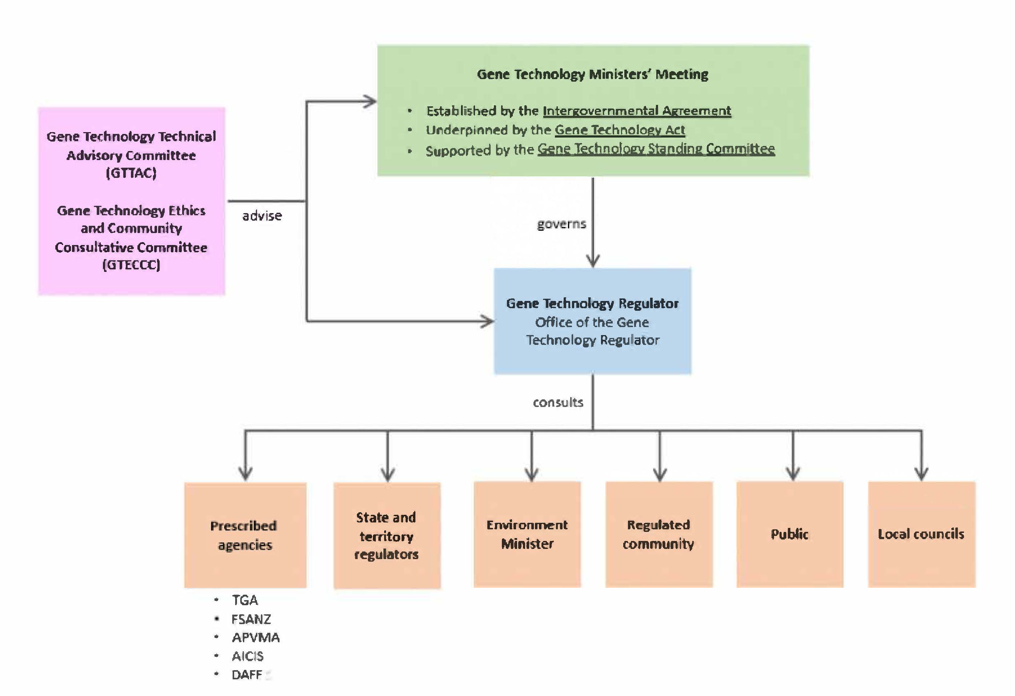 Gene Technology Ministers' Meeting
• Established by the Intergovernmental Agreement
• Underpinned by the Gene Technology Act
• Supported by the Gene Technology Standing Committee
Gene Technology Technical
Advisory Committee
(GTTAC)
Gene Technology Ethics
and Community
Consultative Committee
(GTECCC)
advise
governs
Gene Technology Regulator
Office of the Gene
Technology Regulator
consults
Prescribed
agencies
State and
territory
regulators
Environment
Minister
Regulated
community
Public
Local councils
• TGA
• FSANZ
• APVMA
• AICIS
• DAFF